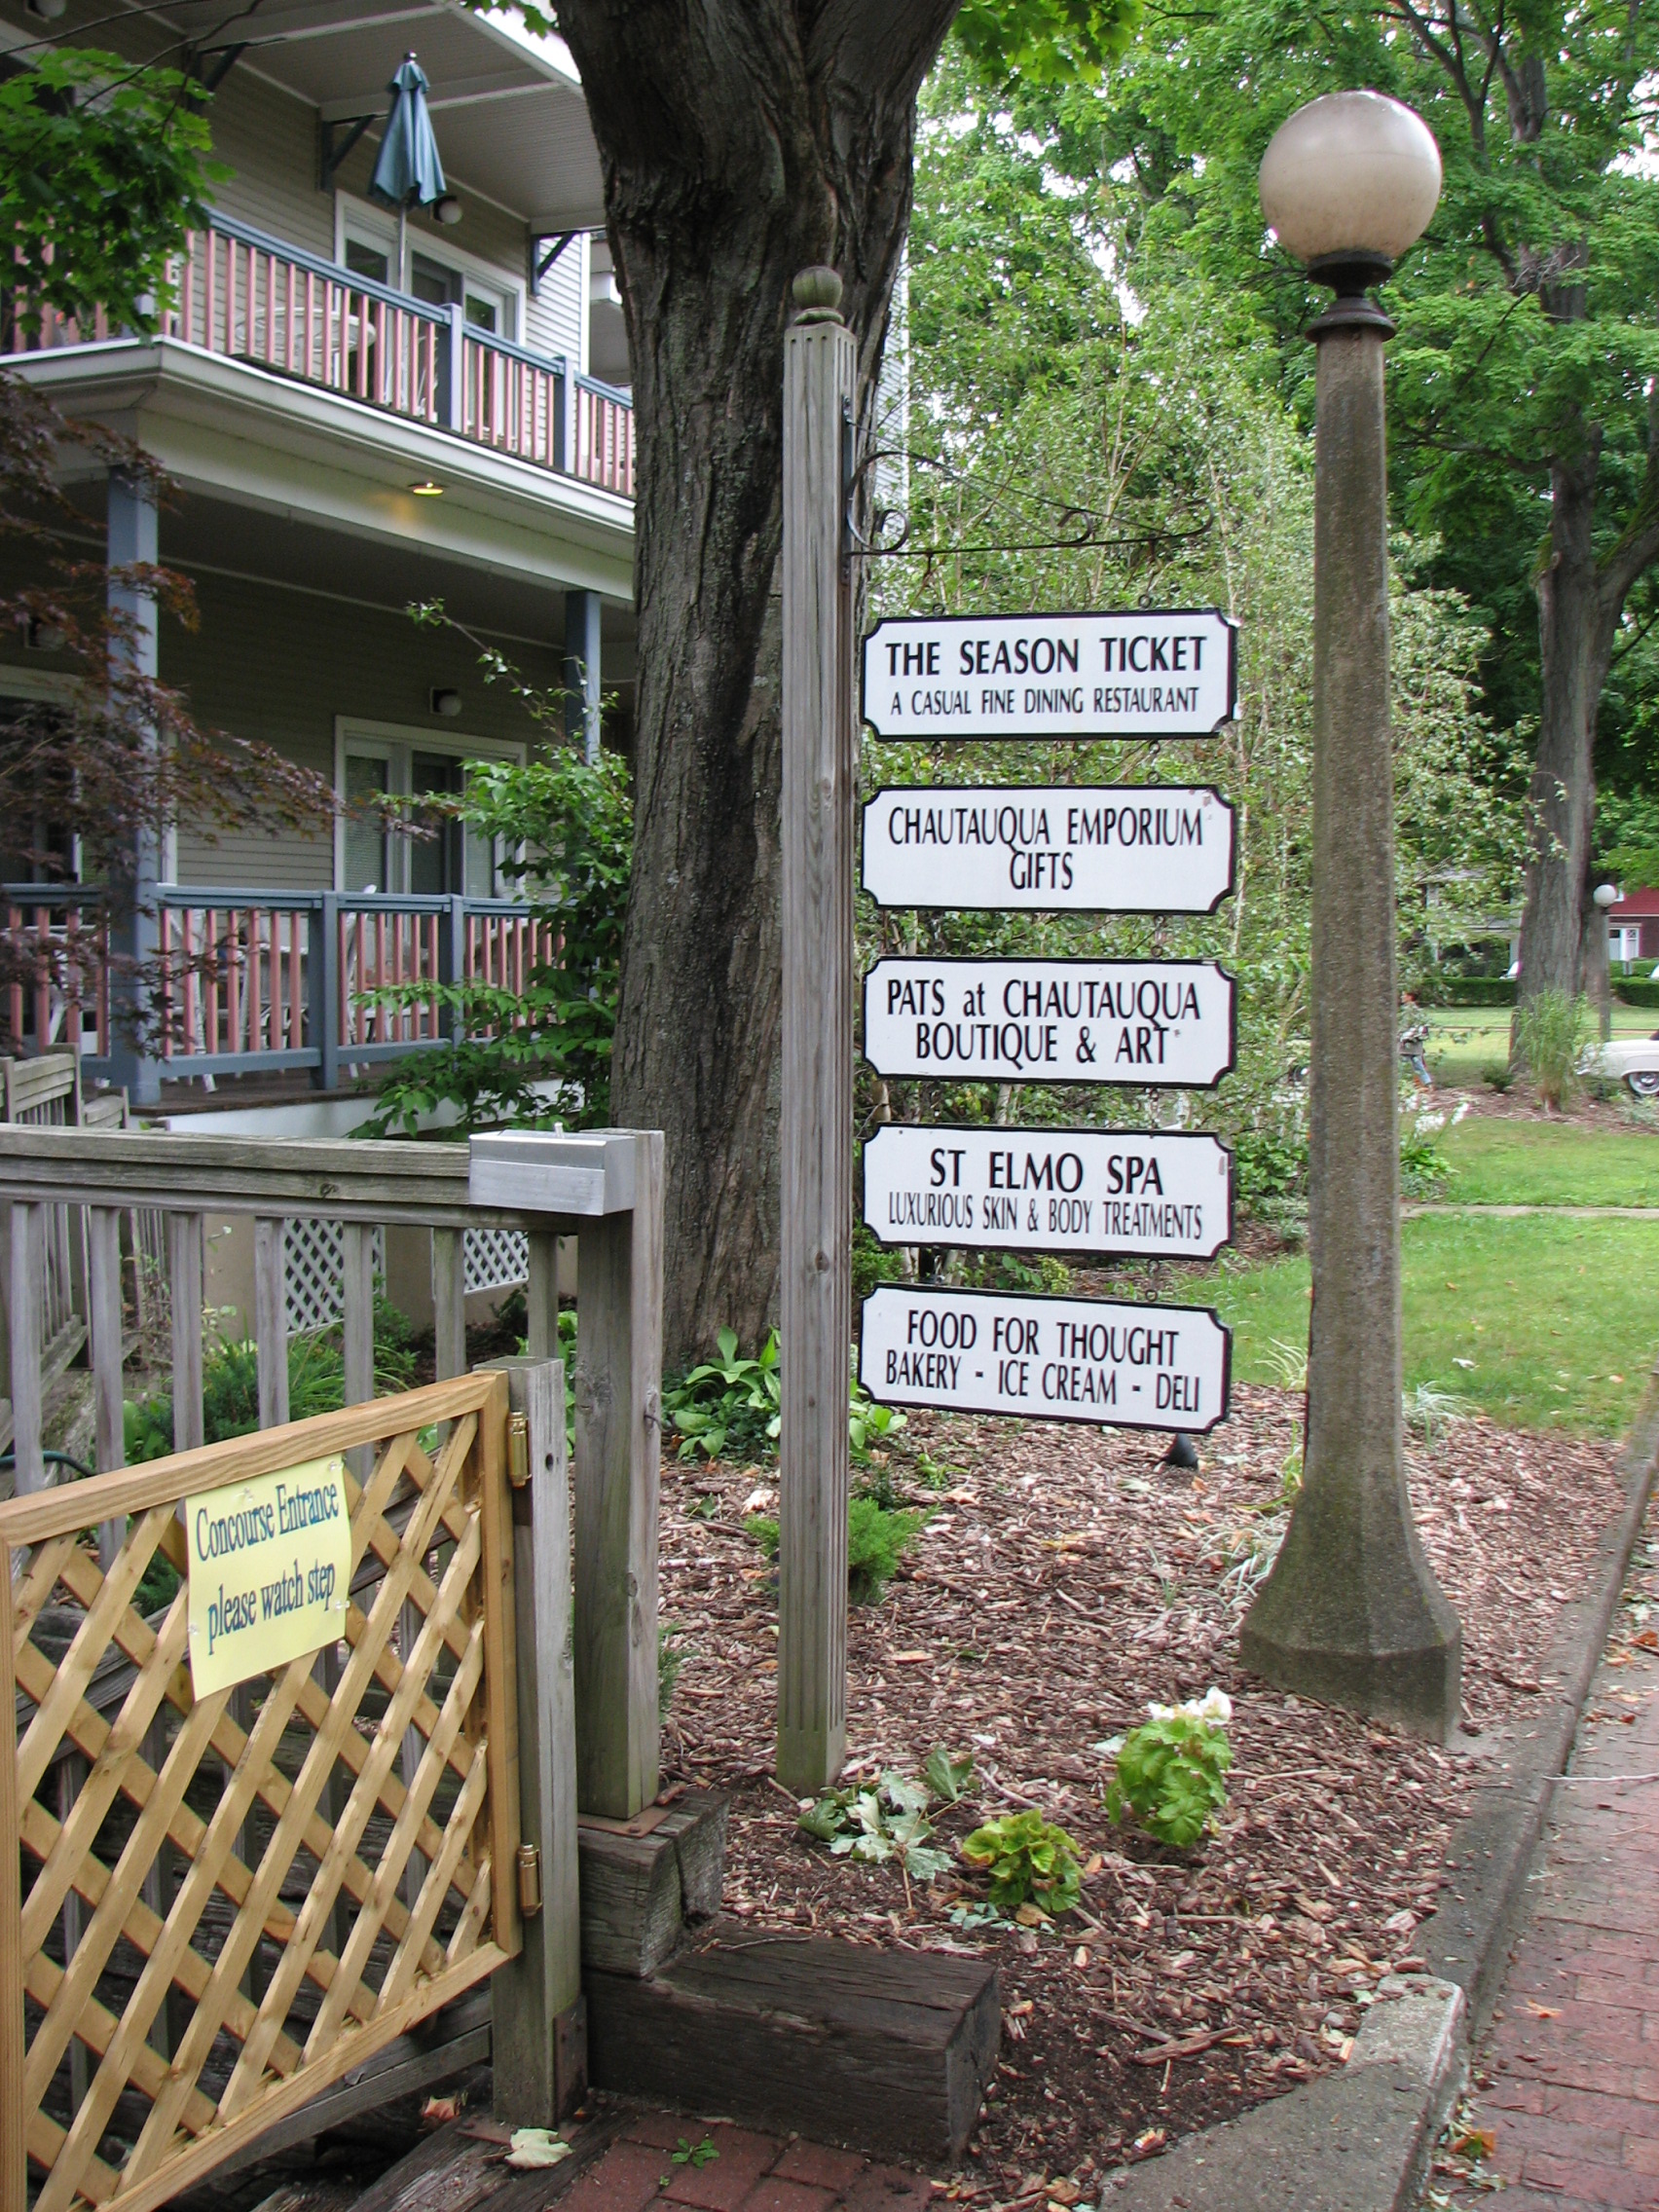 THE SEASON TICKET
A CASUAL FINE DINING RESTAURANT
CHAUTAUQUA EMPORIUM
GIFTS
PATS at CHAUTAUQUA
BOUTIQUE & ART
ST ELMO SPA
LUXURIOUS SKIN & BODY TREATMENTS
FOOD FOR THOUGHT
BAKERY - ICE CREAM - DELI
Concourse Entrance
please watch step